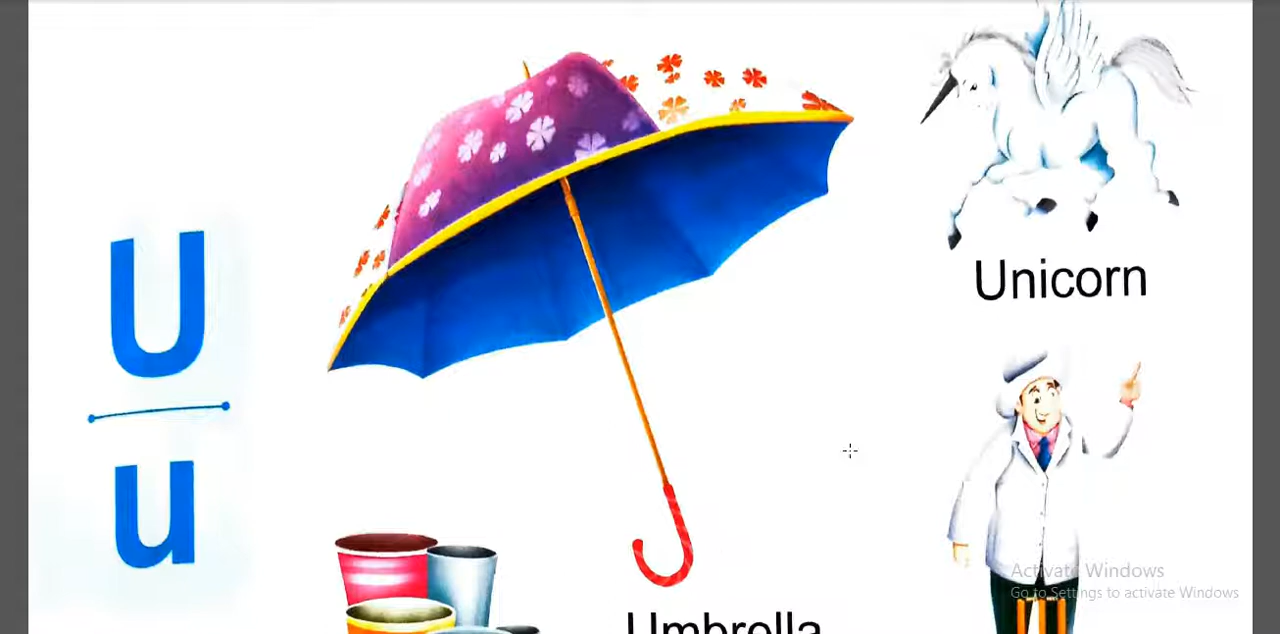 U
u
Unicorn
Umbrella
Activate Windows
Go to Settings to activate Windows